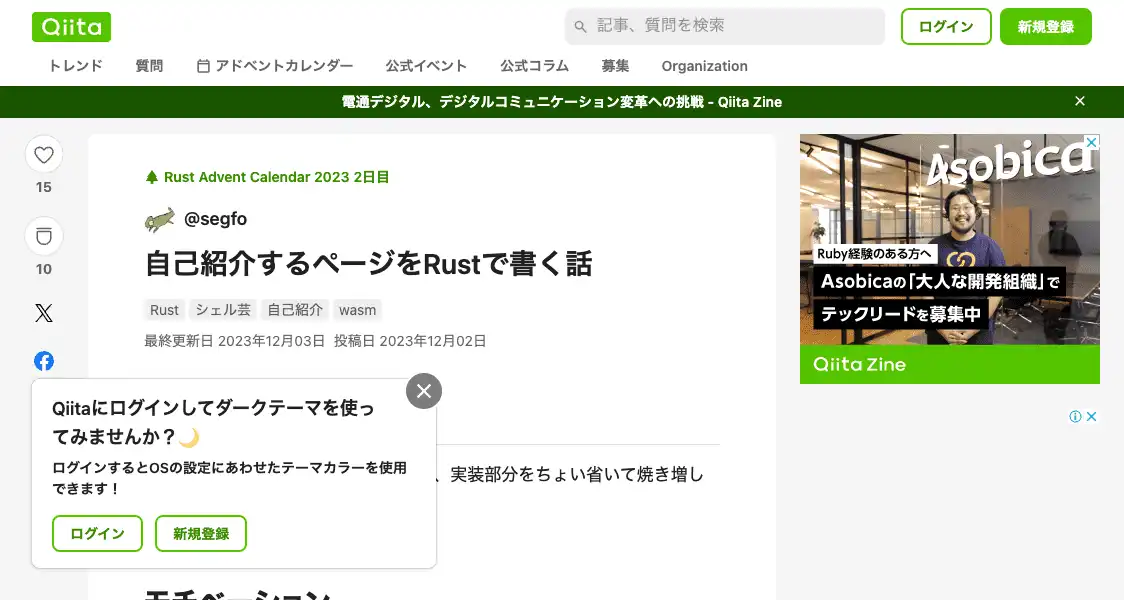 Qiita
記事、質問を検索
ログイン
新規登録
トレンド
質問
アドベントカレンダー
公式イベント
公式コラム
募集
Organization
電通デジタル、デジタルコミュニケーション変革への挑戦 - Qiita Zine
15
10
Rust Advent Calendar 2023 2日目
@segfo
自己紹介するページをRustで書く話
Rust シェル芸 自己紹介 wasm
最終更新日 2023年12月03日 投稿日 2023年12月02日
、実装部分をちょい省いて焼き増し
モチベーション
Qiitaにログインしてダークテーマを使っ
てみませんか？🌙
ログインするとOSの設定にあわせたテーマカラーを使用
できます！
ログイン
新規登録
Asobica
Ruby経験のある方へ
Asobicaの「大人な開発組織」で
テックリードを募集中
Qiita Zine